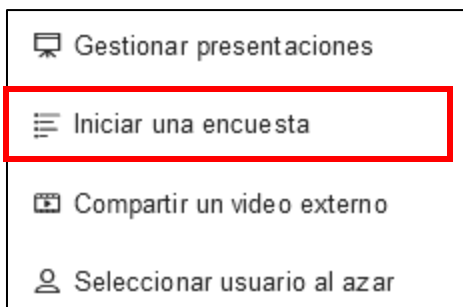 Gestionar presentaciones
Iniciar una encuesta
Compartir un video externo
Seleccionar usuario al azar